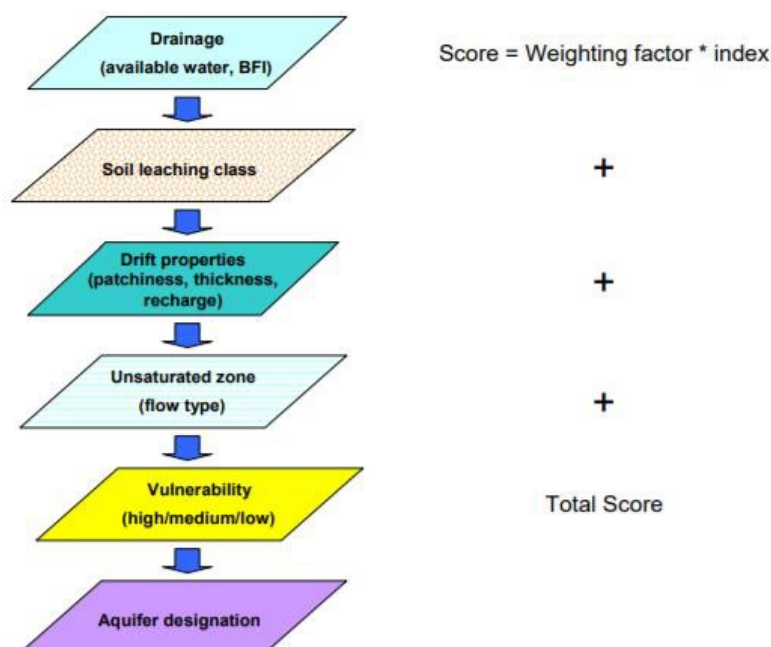 Drainage
(available water, BFI)
Score = Weighting factor * index
Soil leaching class
+
Drift properties
(patchiness, thickness,
recharge)
+
Unsaturated zone
(flow type)
+
Vulnerability
(high/medium/low)
Total Score
Aquifer designation